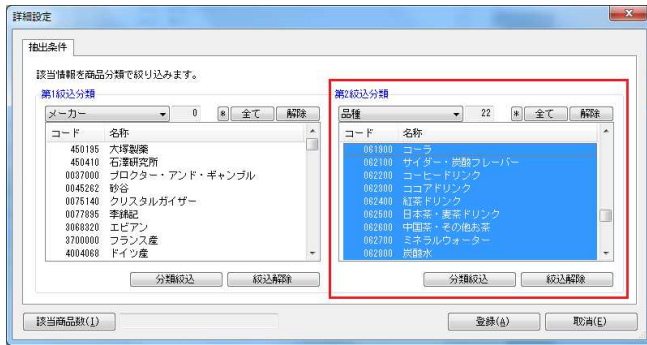 詳細設定
抽出条件
該当情報を商品分類で絞り込みます。
第1絞込分類
メーカー 0 * 全て 解除
コード 名称
450195 大塚製薬
450410 石澤研究所
0037000 プロクター・アンド・ギャンブル
0045262 砂谷
0075140 クリスタルガイザー
0077895 李錦記
3068320 エビアン
3700000 フランス産
4004068 ドイツ産
分類絞込 絞込解除
第2絞込分類
品種 22 * 全て 解除
コード 名称
061900 コーラ
062100 サイダー・炭酸フレーバー
062200 コーヒードリンク
062300 ココアドリンク
062400 紅茶ドリンク
062500 日本茶・麦茶ドリンク
062600 中国茶・その他お茶
062700 ミネラルウォーター
062800 炭酸水
分類絞込 絞込解除
該当商品数(I) 登録(A) 取消(E)